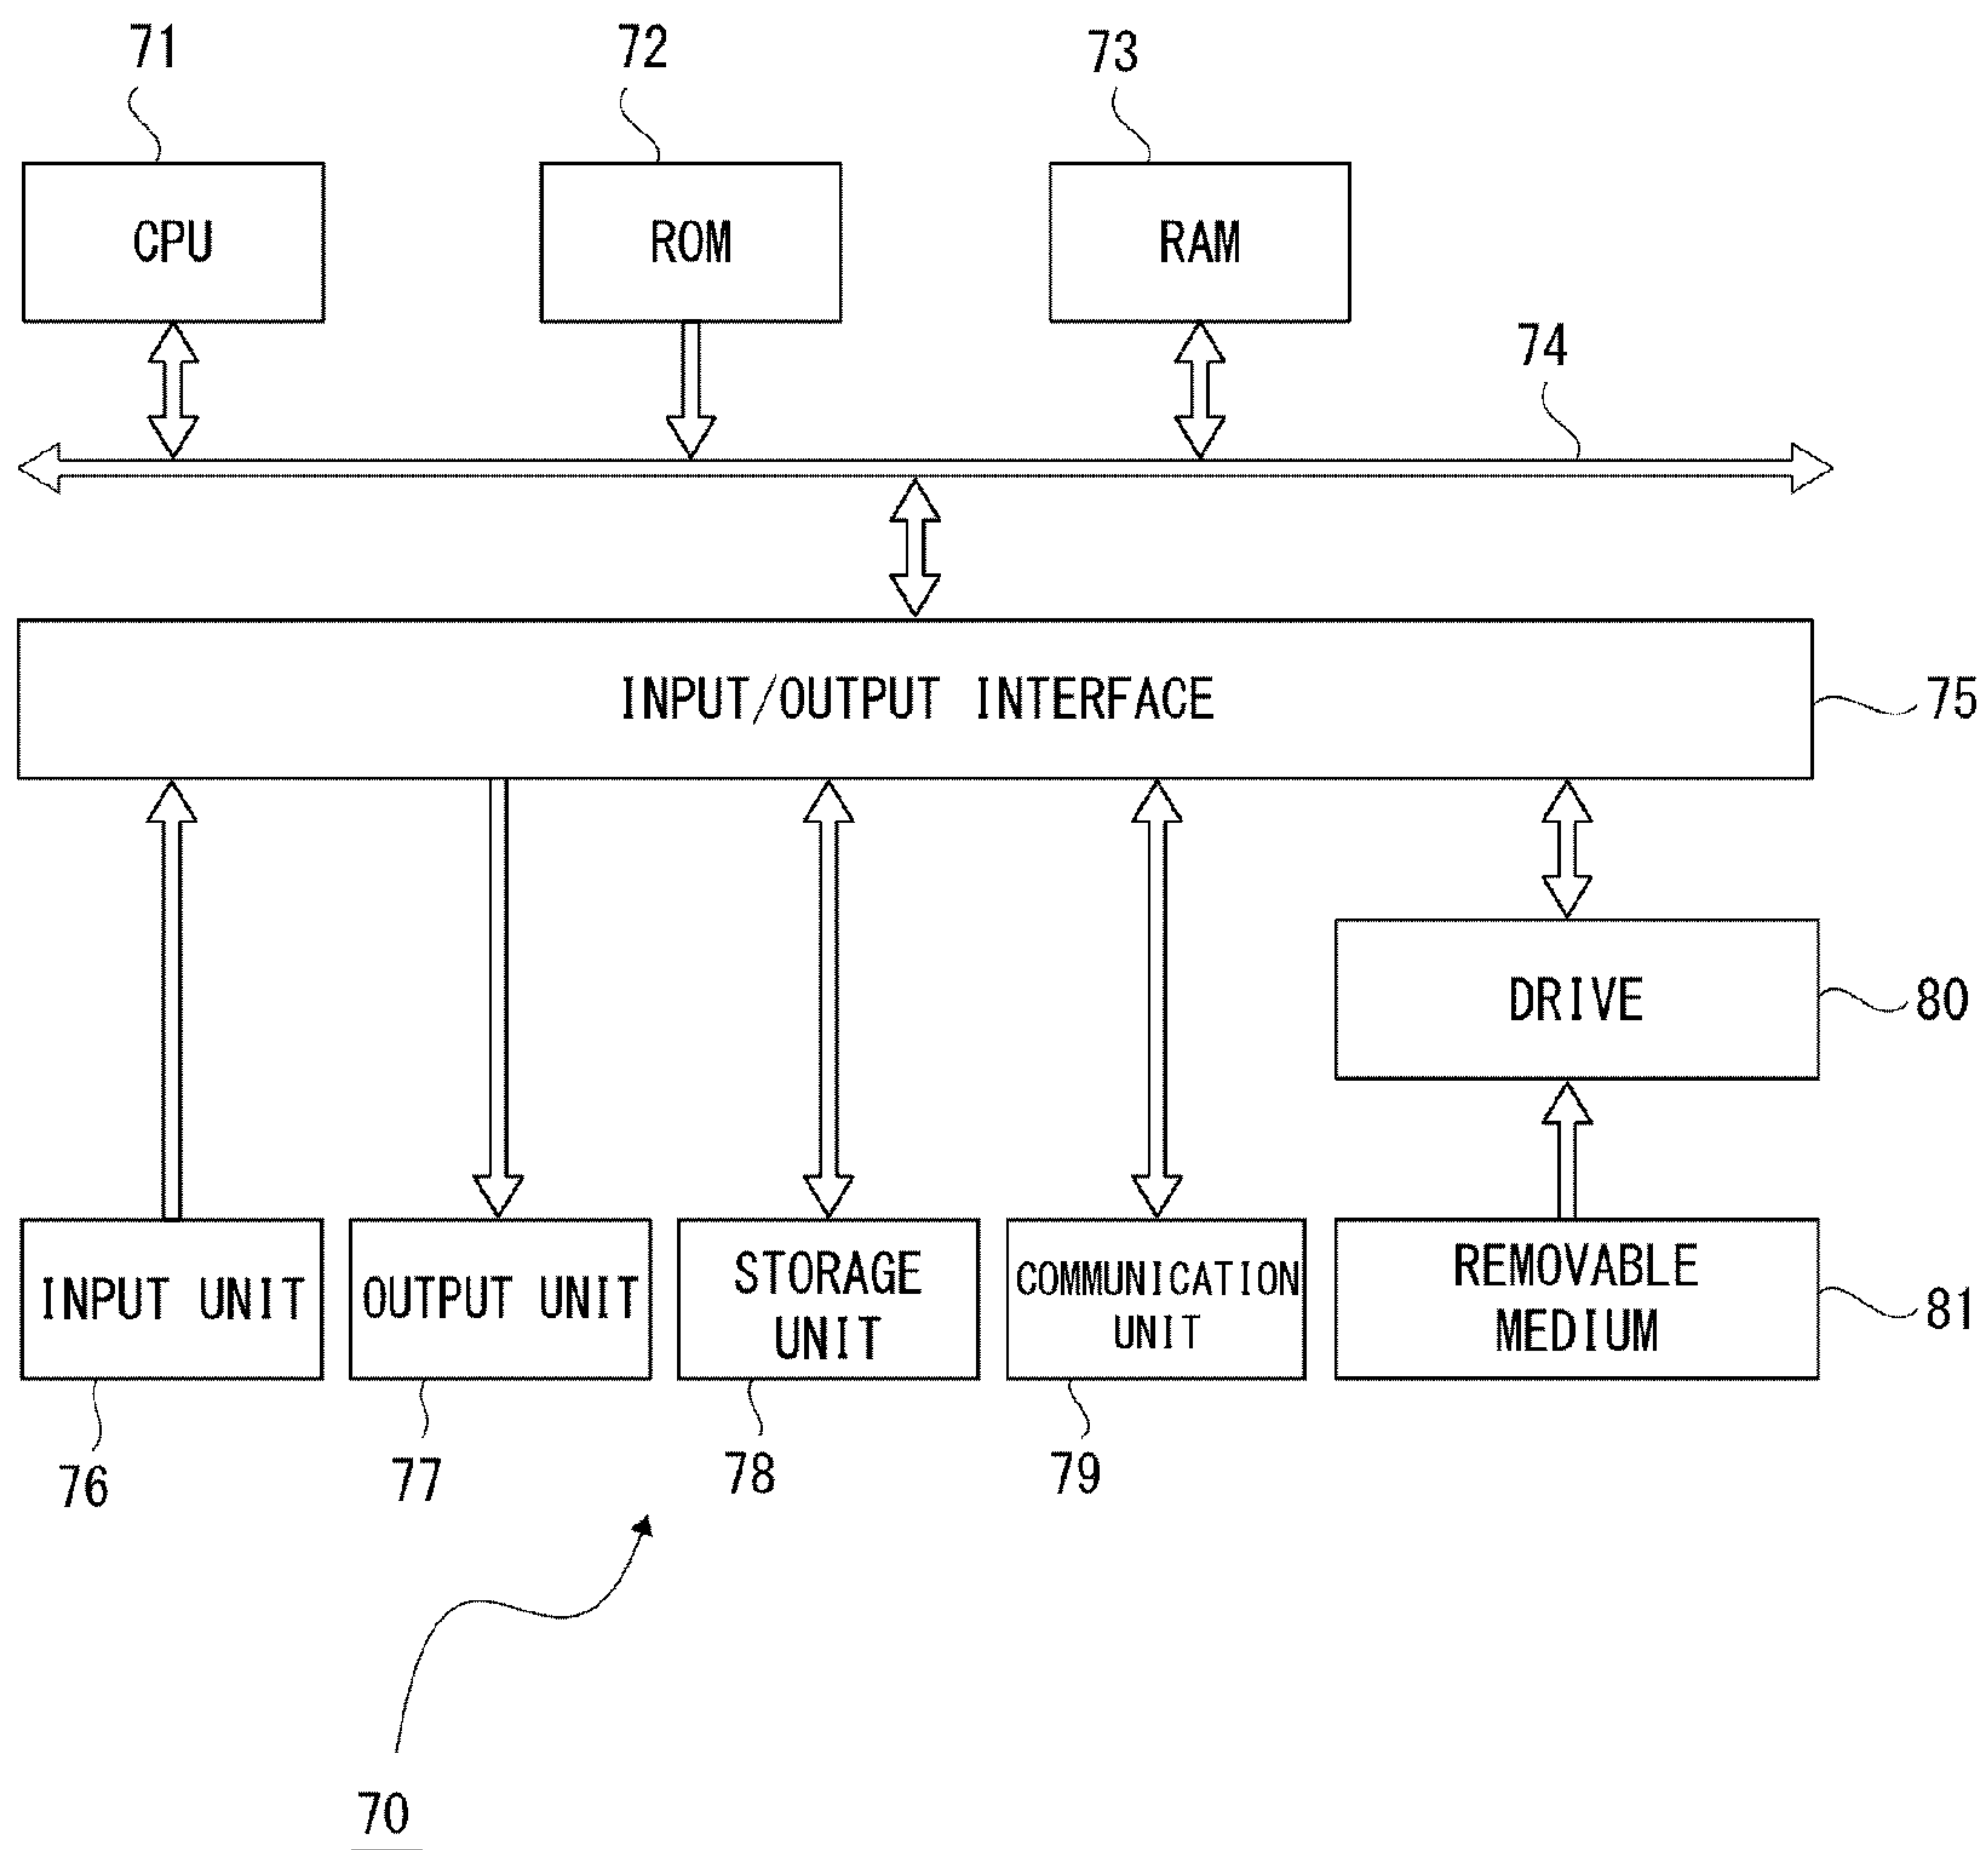 71
72
73
CPU
ROM
RAM
74
INPUT/OUTPUT INTERFACE
75
DRIVE
80
INPUT UNIT
OUTPUT UNIT
STORAGE
UNIT
COMMUNICATION
UNIT
REMOVABLE
MEDIUM
81
76
77
78
79
70